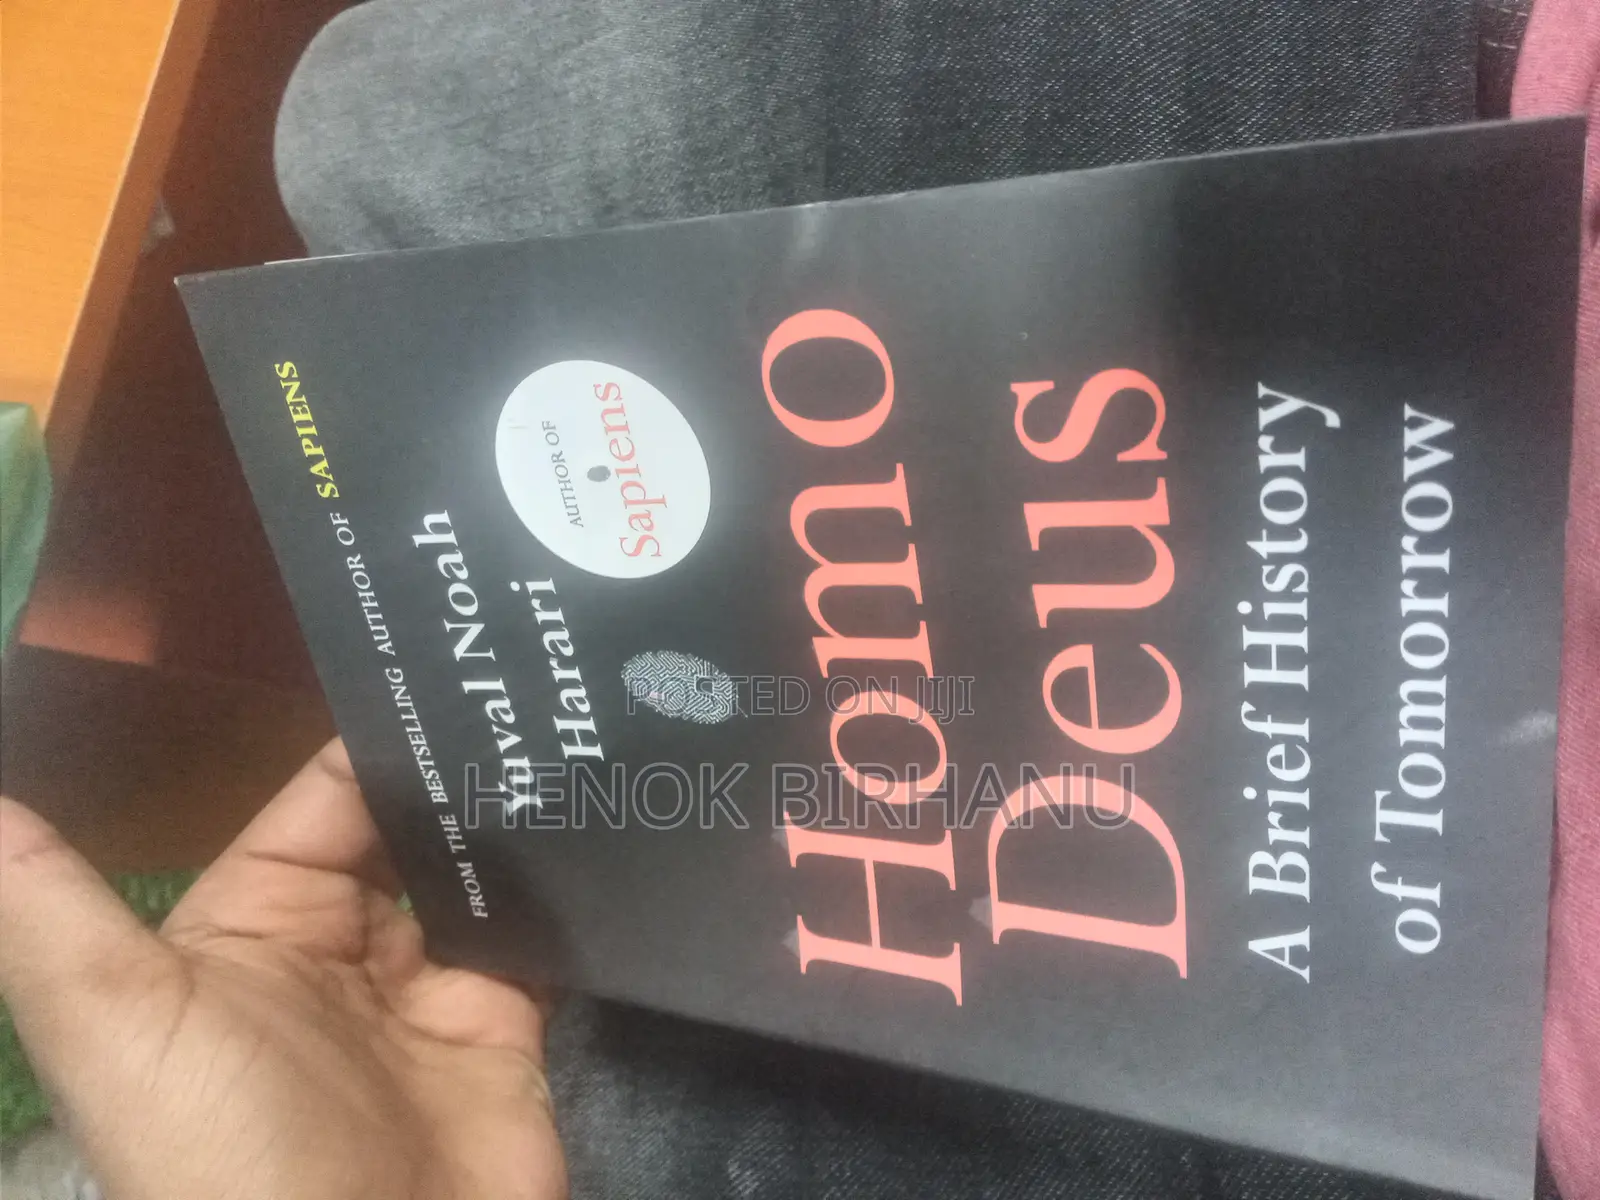 FROM THE BESTSELLING AUTHOR OF SAPIENS
Yuval Noah
Harari
AUTHOR OF
Sapiens
Homo
Deus
A Brief History
of Tomorrow
POSTED ON JIJI
HENOK BIRHANU